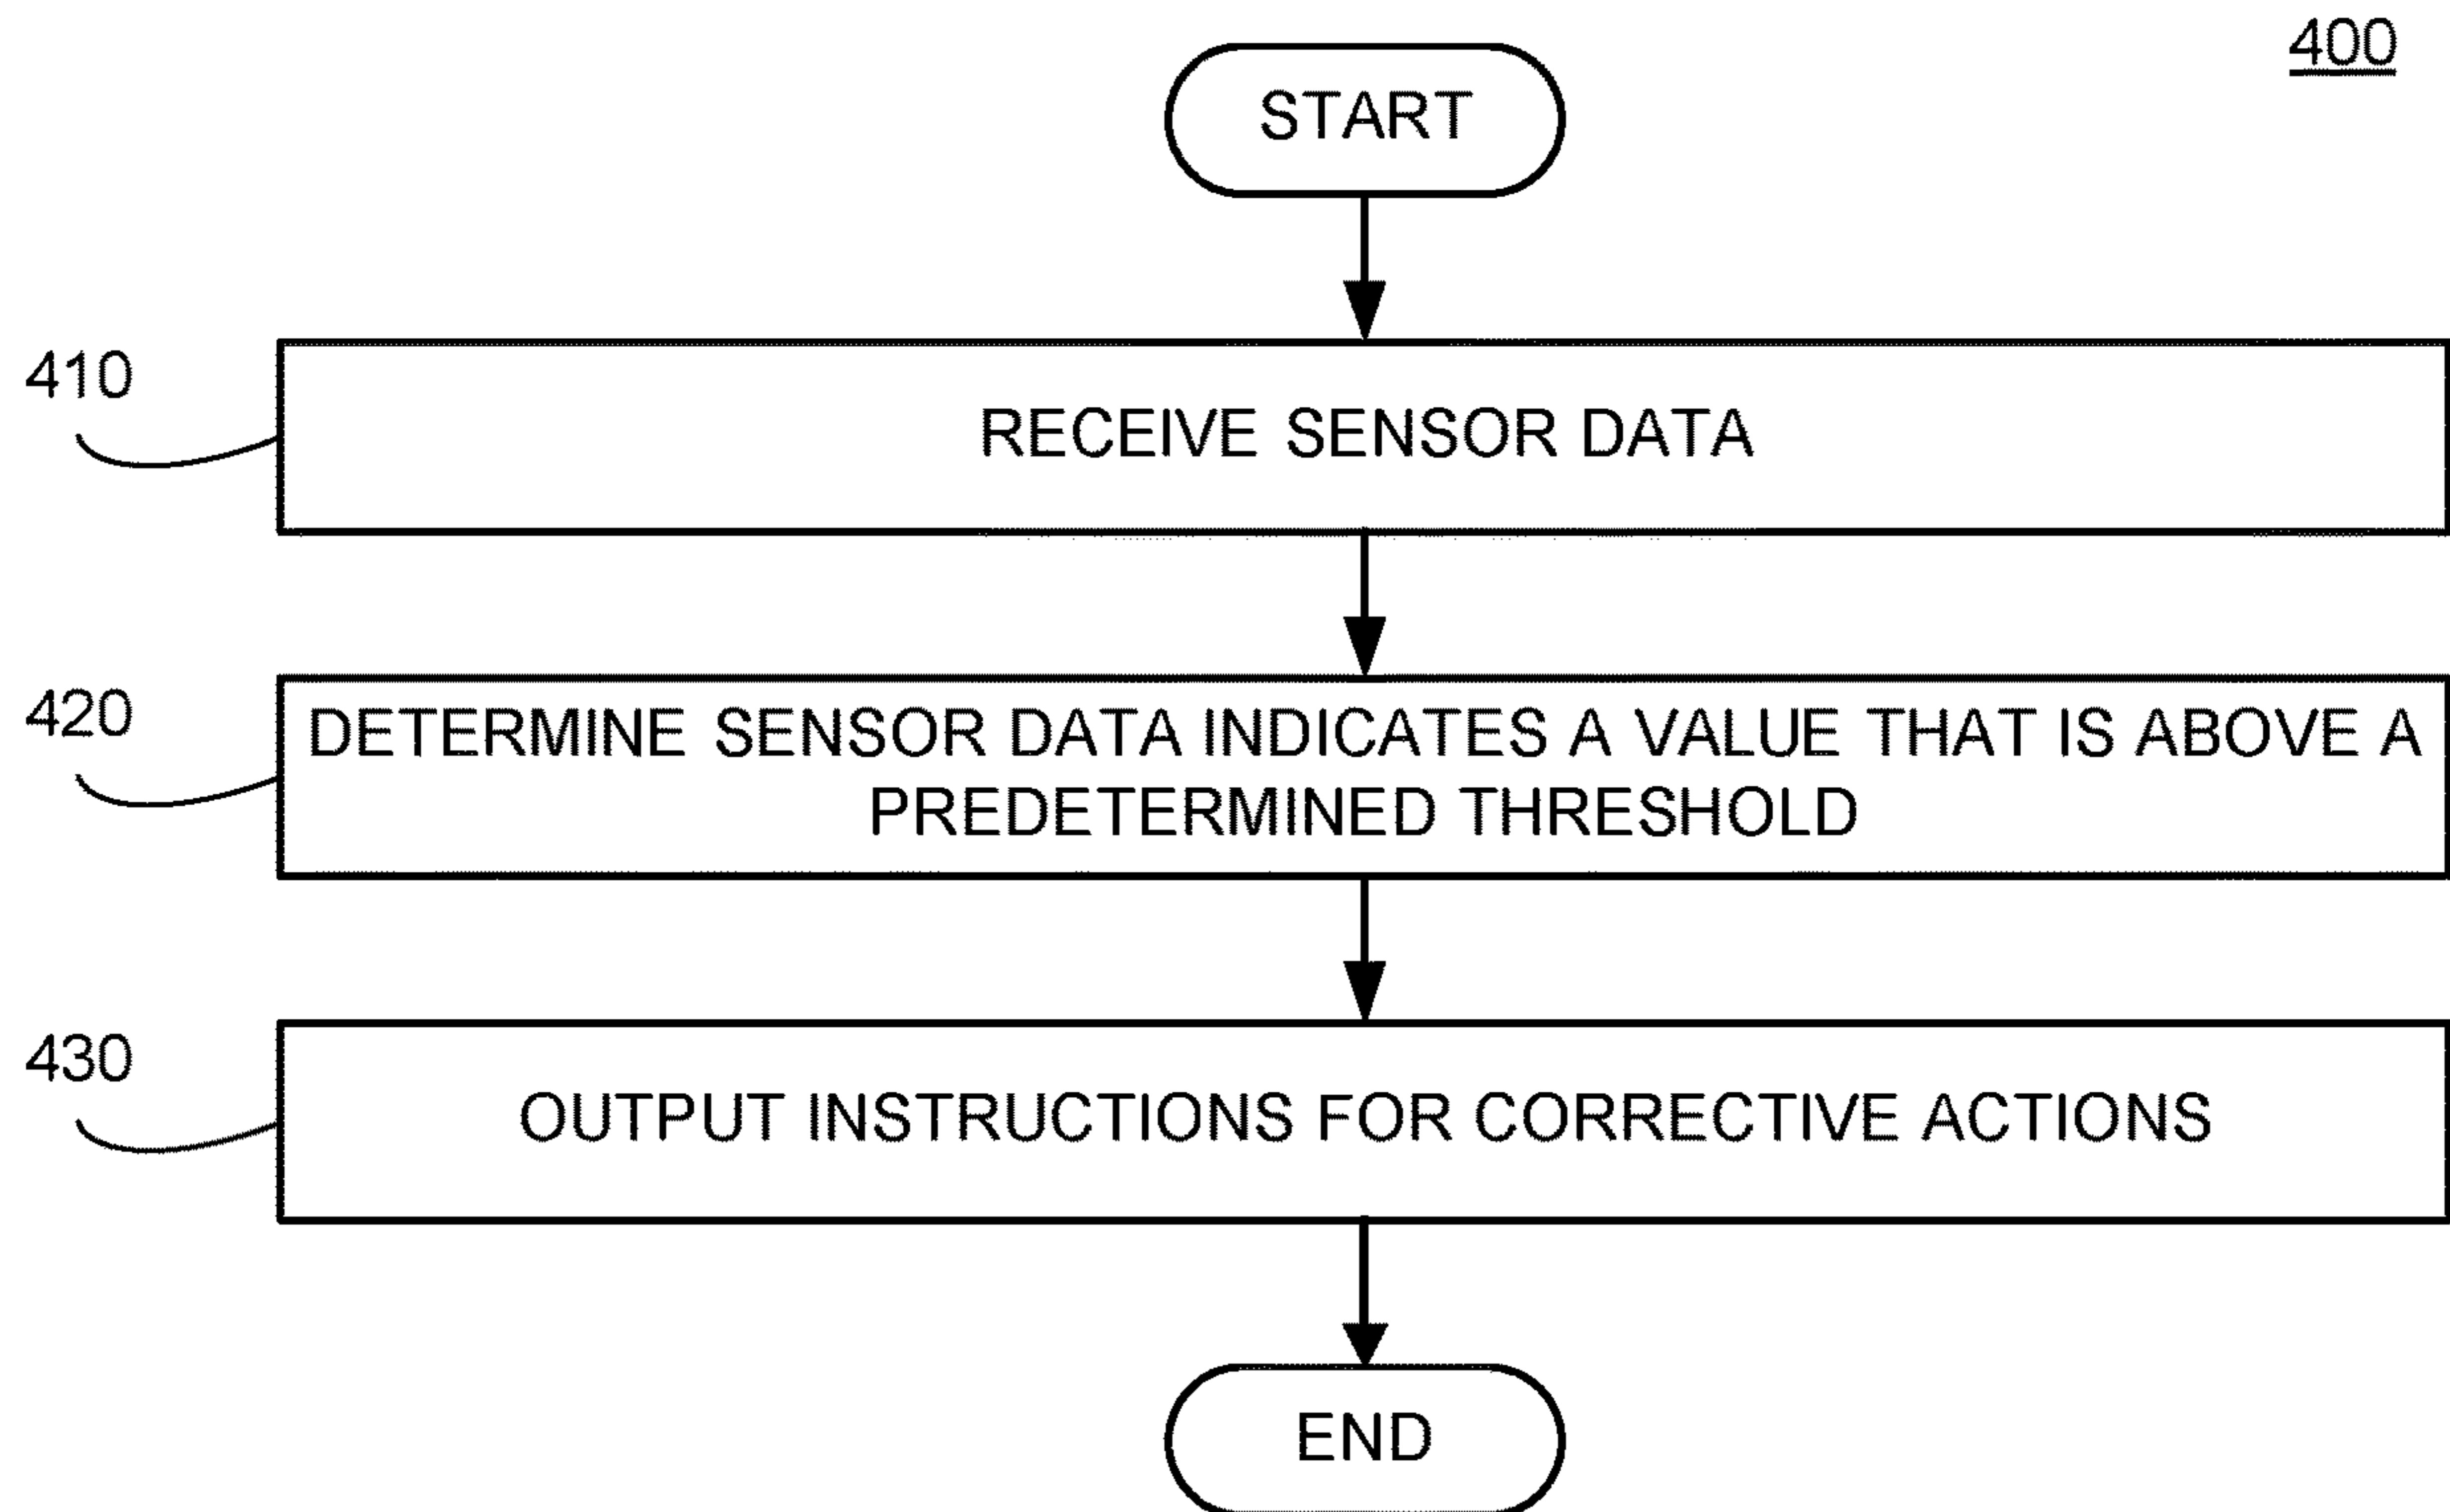 400
START
410
RECEIVE SENSOR DATA
420
DETERMINE SENSOR DATA INDICATES A VALUE THAT IS ABOVE A
PREDETERMINED THRESHOLD
430
OUTPUT INSTRUCTIONS FOR CORRECTIVE ACTIONS
END